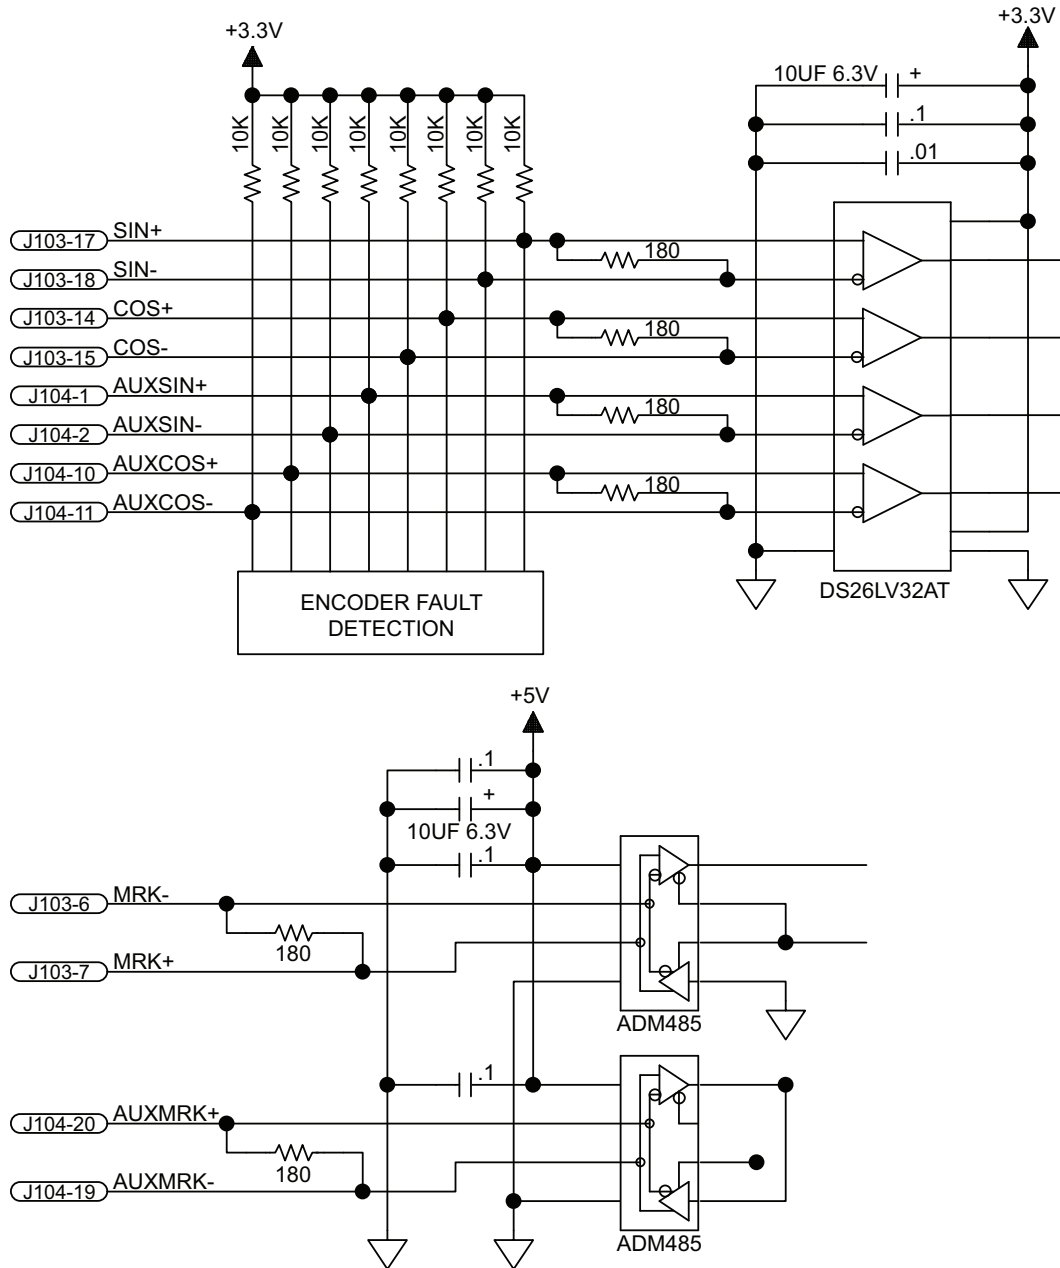 +3.3V
+3.3V
10UF 6.3V +
.1
.01
10K 10K 10K 10K 10K 10K 10K 10K
J103-17 SIN+
180
J103-18 SIN-
J103-14 COS+
180
J103-15 COS-
J104-1 AUXSIN+
180
J104-2 AUXSIN-
J104-10 AUXCOS+
180
J104-11 AUXCOS-
DS26LV32AT
ENCODER FAULT
DETECTION
+5V
.1
+
10UF 6.3V
.1
J103-6 MRK-
180
J103-7 MRK+
ADM485
.1
J104-20 AUXMRK+
180
J104-19 AUXMRK-
ADM485